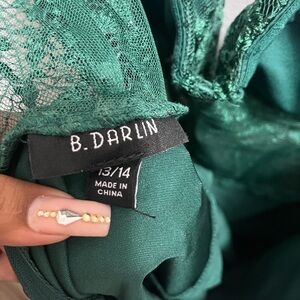 B. DARLIN
13/14
MADE IN
CHINA